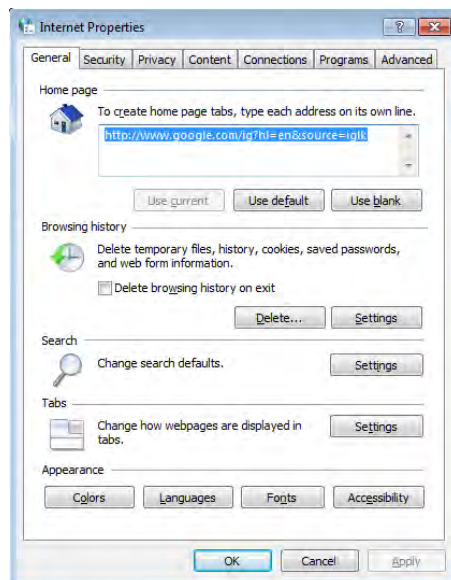 Internet Properties
General Security Privacy Content Connections Programs Advanced
Home page
To create home page tabs, type each address on its own line.
http://www.google.com/ig?hl=en&source=iglk
Use current Use default Use blank
Browsing history
Delete temporary files, history, cookies, saved passwords,
and web form information.
Delete browsing history on exit
Delete... Settings
Search
Change search defaults.
Settings
Tabs
Change how webpages are displayed in
tabs.
Settings
Appearance
Colors Languages Fonts Accessibility
OK Cancel Apply